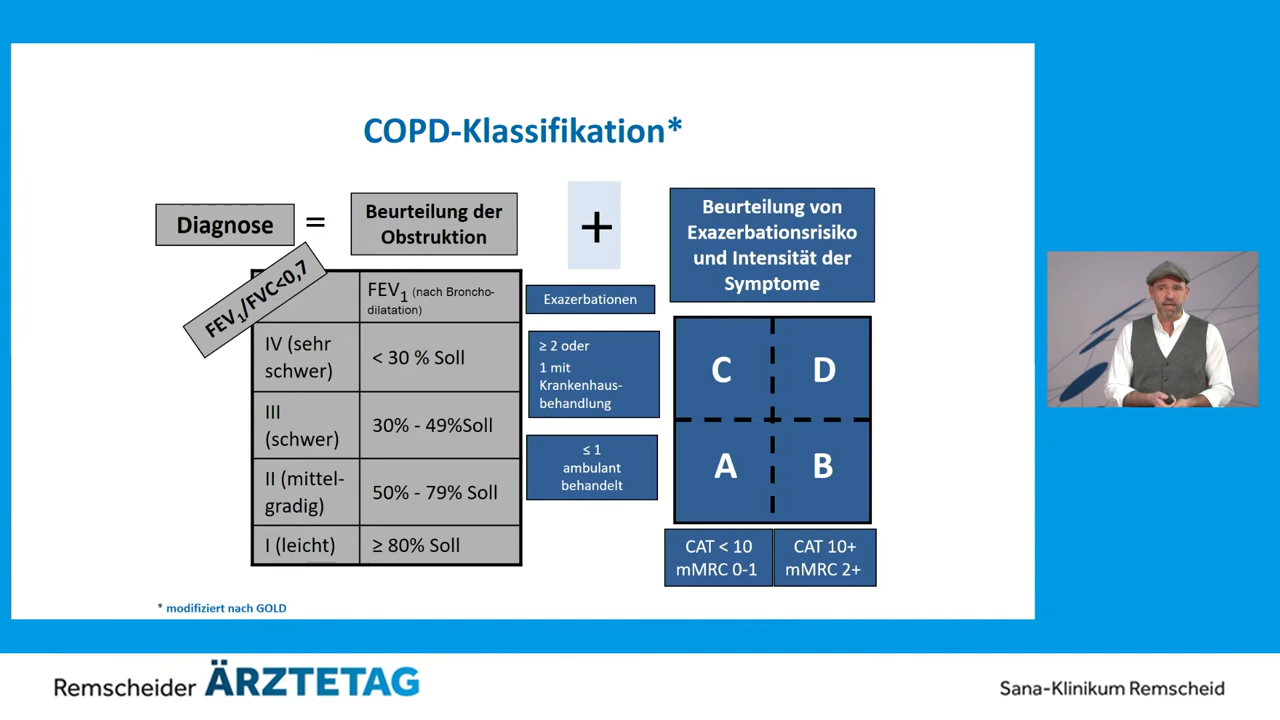 COPD-Klassifikation*
Diagnose
=
Beurteilung der
Obstruktion
+
Beurteilung von
Exazerbationsrisiko
und Intensität der
Symptome
FEV1/FVC<0,7
FEV1 (nach Broncho-
dilatation)
IV (sehr
schwer)
< 30 % Soll
III
(schwer)
30% - 49%Soll
II (mittel-
gradig)
50% - 79% Soll
I (leicht)
≥ 80% Soll
Exazerbationen
≥ 2 oder
1 mit
Krankenhaus-
behandlung
≤ 1
ambulant
behandelt
C
D
A
B
CAT < 10
mMRC 0-1
CAT 10+
mMRC 2+
* modifiziert nach GOLD
Remscheider ÄRZTETAG
Sana-Klinikum Remscheid